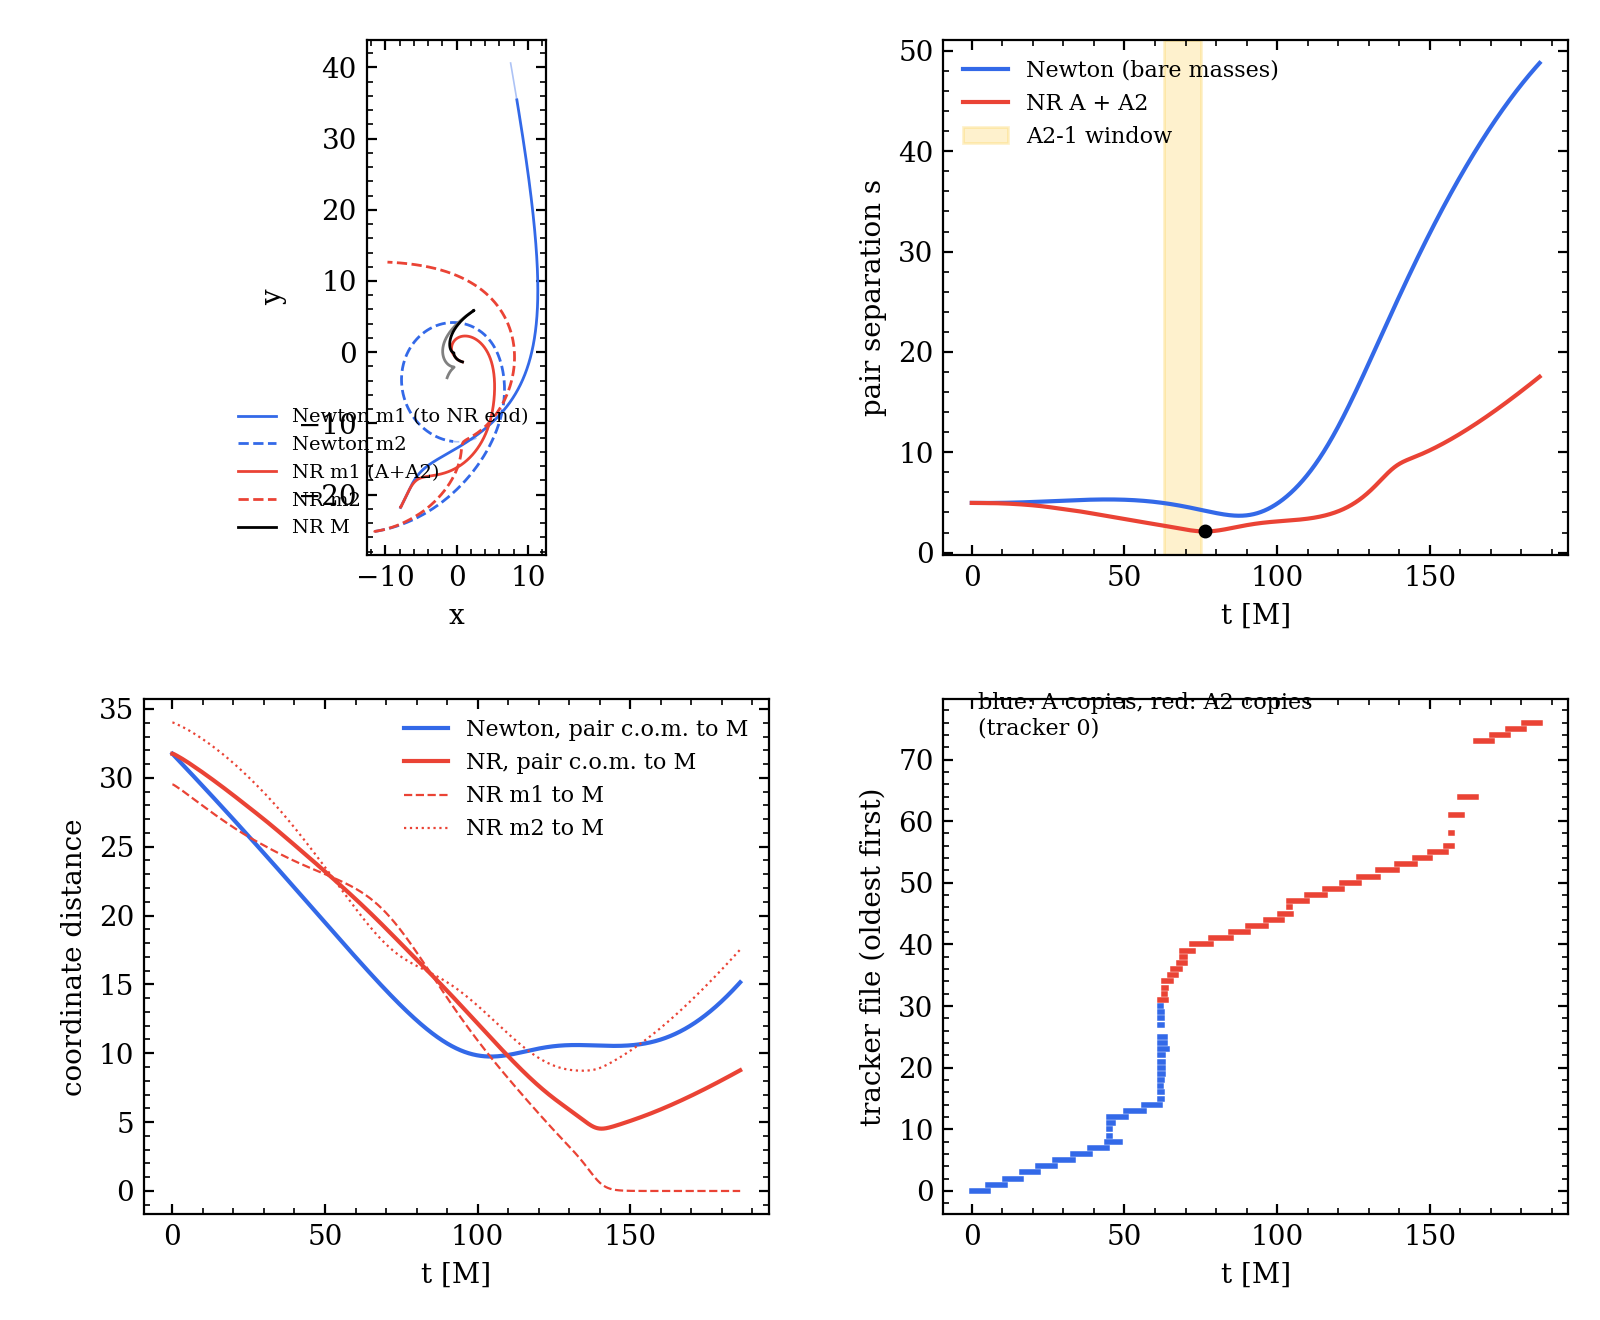 40
30
20
10
0
−10
−20
y
−10 0 10
x
Newton m1 (to NR end)
Newton m2
NR m1 (A+A2)
NR m2
NR M
50
40
30
20
10
0
pair separation s
Newton (bare masses)
NR A + A2
A2-1 window
0 50 100 150
t [M]
35
30
25
20
15
10
5
0
coordinate distance
Newton, pair c.o.m. to M
NR, pair c.o.m. to M
NR m1 to M
NR m2 to M
0 50 100 150
t [M]
blue: A copies, red: A2 copies
(tracker 0)
70
60
50
40
30
20
10
0
tracker file (oldest first)
0 50 100 150
t [M]